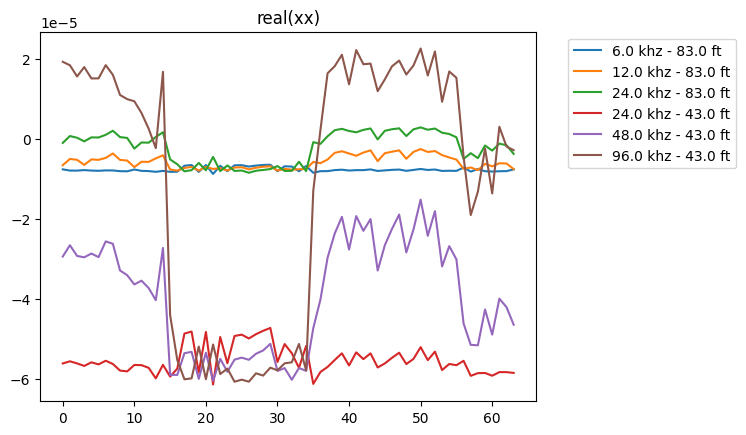 real(xx)
1e−5
2
0
−2
−4
−6
0 10 20 30 40 50 60
6.0 khz - 83.0 ft
12.0 khz - 83.0 ft
24.0 khz - 83.0 ft
24.0 khz - 43.0 ft
48.0 khz - 43.0 ft
96.0 khz - 43.0 ft